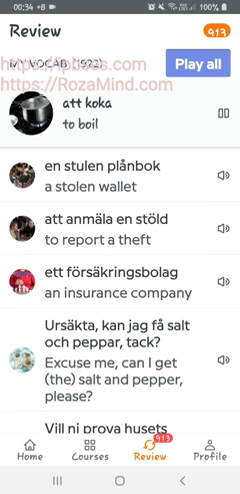 00:34 +B
100%
Review
913
MY VOCAB (1922)
Play all
https://RozaMind.com
att koka
to boil
en stulen plånbok
a stolen wallet
att anmäla en stöld
to report a theft
ett försäkringsbolag
an insurance company
Ursäkta, kan jag få salt
och peppar, tack?
Excuse me, can I get
(the) salt and pepper,
please?
Vill ni prova husets
913
Home
Courses
Review
Profile